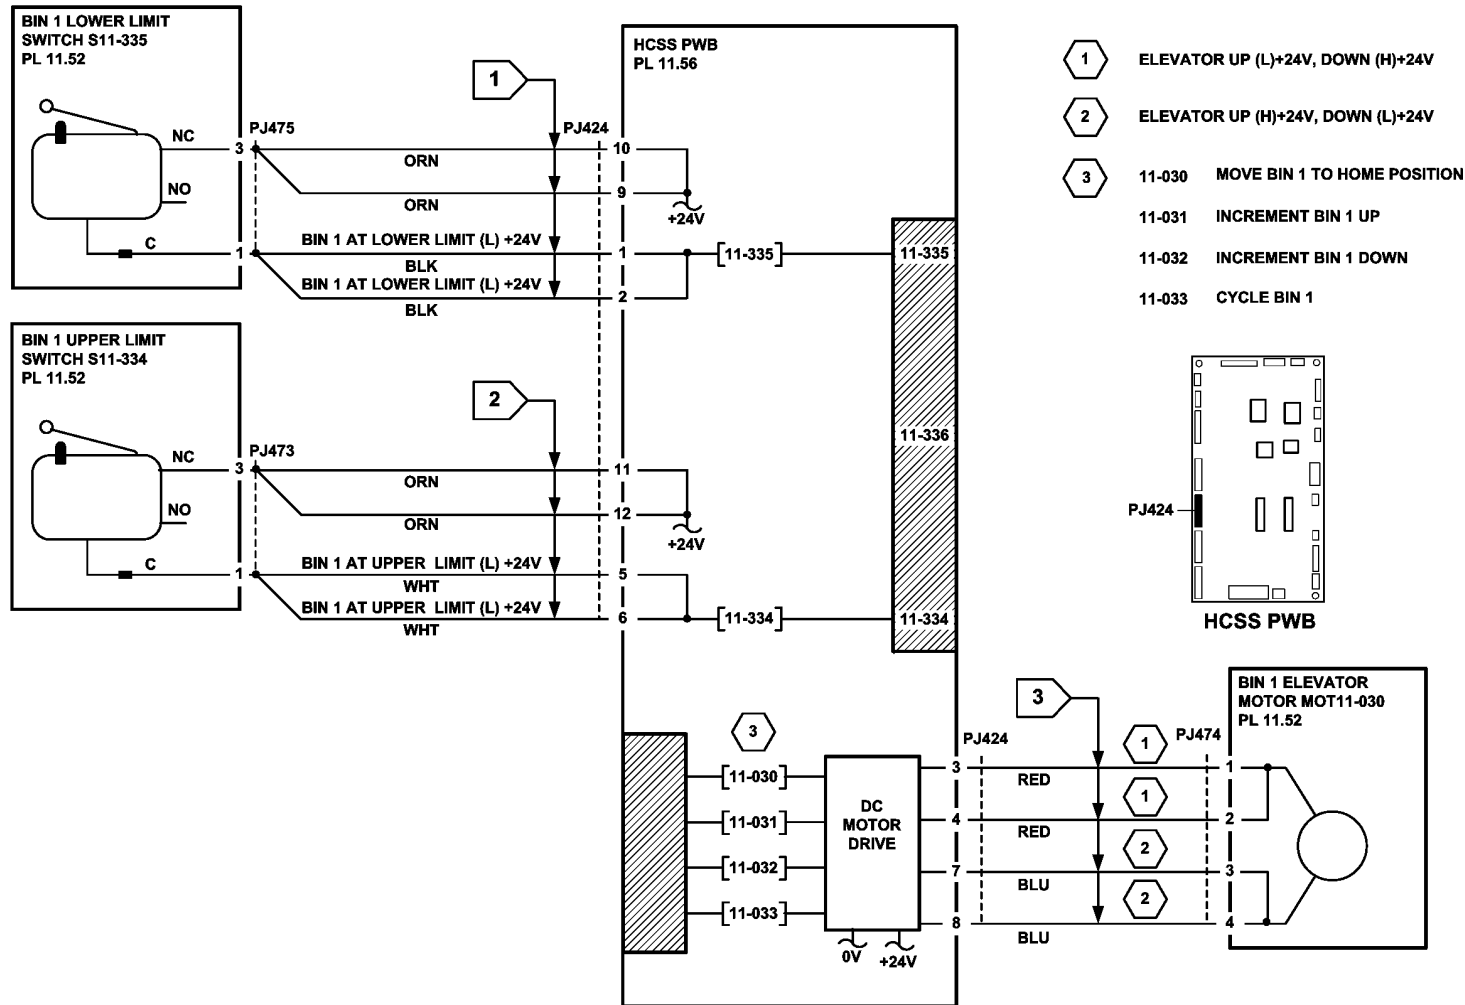 BIN 1 LOWER LIMIT
SWITCH S11-335
PL 11.52
NC
NO
C
3
1
PJ475
1
ORN
ORN
BIN 1 AT LOWER LIMIT (L) +24V
BLK
BIN 1 AT LOWER LIMIT (L) +24V
BLK
PJ424
10
9
1
2
HCSS PWB
PL 11.56
+24V
11-335
11-335
BIN 1 UPPER LIMIT
SWITCH S11-334
PL 11.52
NC
NO
C
3
1
PJ473
2
ORN
ORN
BIN 1 AT UPPER LIMIT (L) +24V
WHT
BIN 1 AT UPPER LIMIT (L) +24V
WHT
11
12
5
6
+24V
11-336
11-334
11-334
1 ELEVATOR UP (L)+24V, DOWN (H)+24V
2 ELEVATOR UP (H)+24V, DOWN (L)+24V
3 11-030 MOVE BIN 1 TO HOME POSITION
11-031 INCREMENT BIN 1 UP
11-032 INCREMENT BIN 1 DOWN
11-033 CYCLE BIN 1
PJ424
HCSS PWB
3
11-030
11-031
11-032
11-033
DC
MOTOR
DRIVE
0V
+24V
3
4
7
8
PJ424
3
RED
RED
BLU
BLU
1
1
2
2
PJ474
1
2
3
4
BIN 1 ELEVATOR
MOTOR MOT11-030
PL 11.52